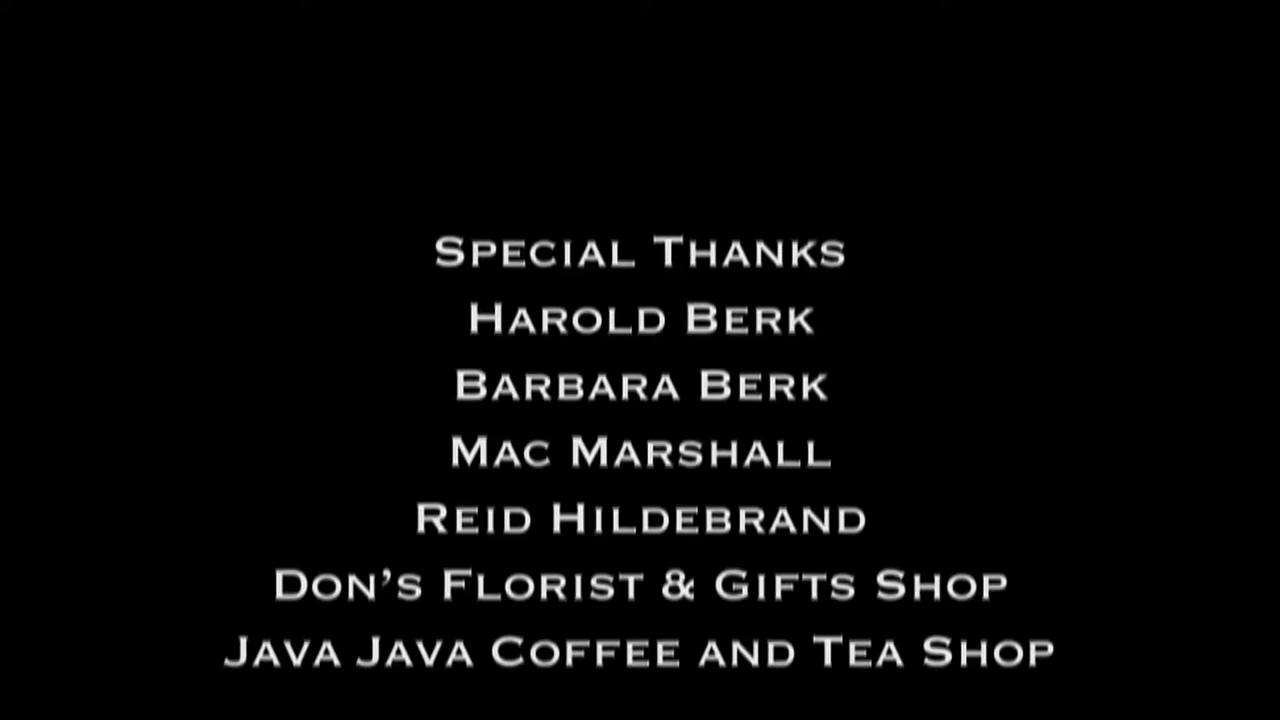 Special Thanks
Harold Berk
Barbara Berk
Mac Marshall
Reid Hildebrand
Don's Florist & Gifts Shop
Java Java Coffee and Tea Shop